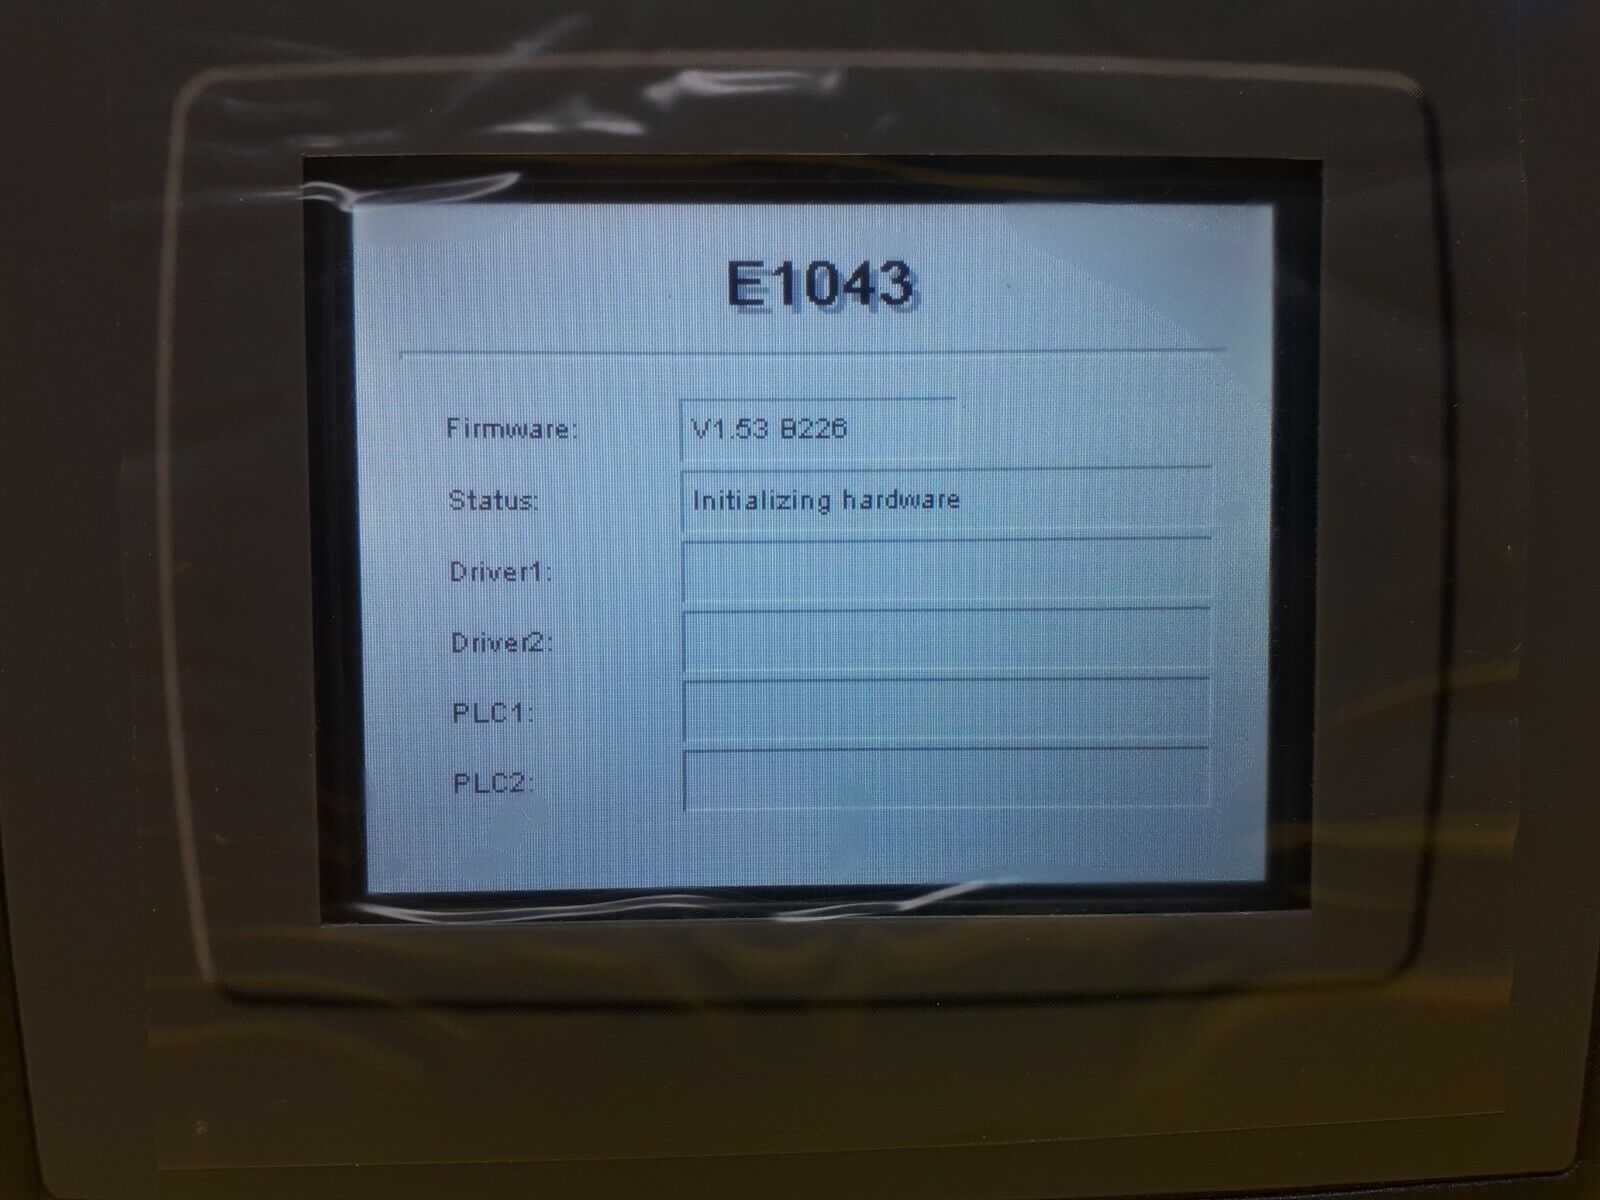 E1043
Firmware: V1.53 B226
Status: Initializing hardware
Driver1:
Driver2:
PLC1:
PLC2: